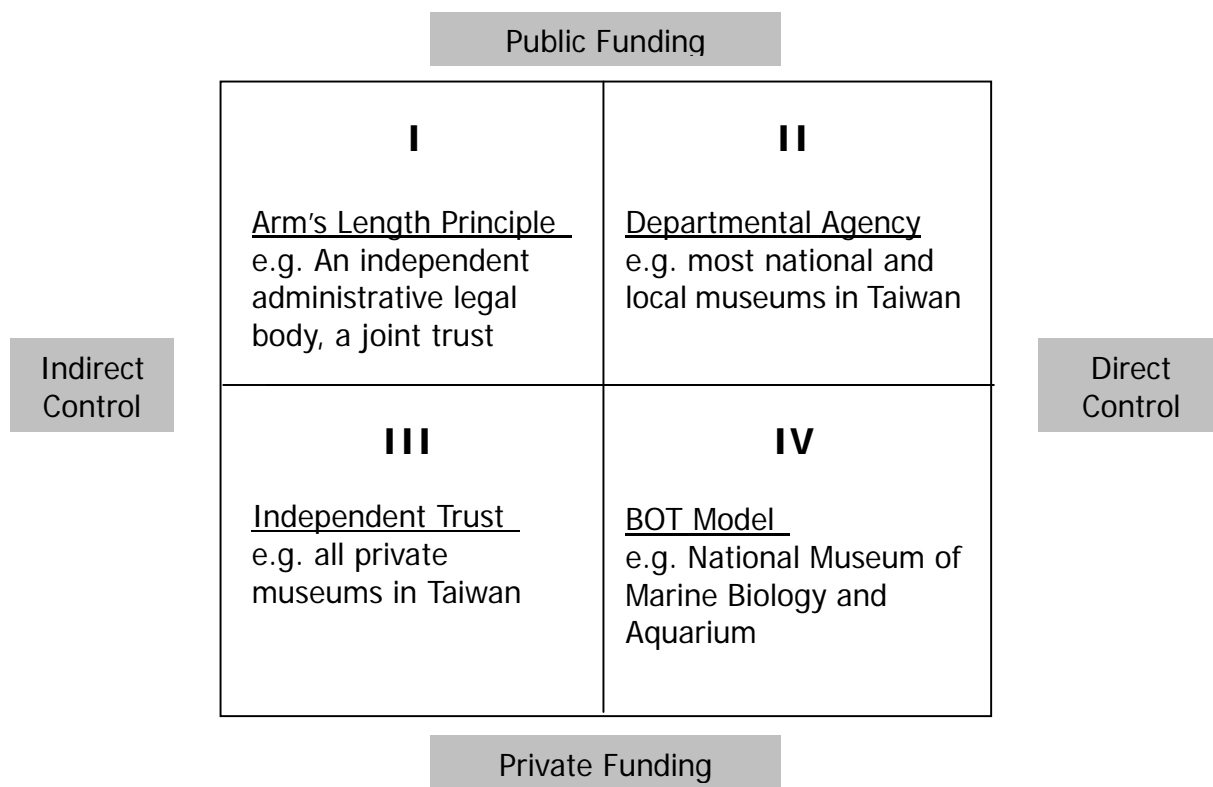 Public Funding
I
Arm's Length Principle
e.g. An independent
administrative legal
body, a joint trust
II
Departmental Agency
e.g. most national and
local museums in Taiwan
Indirect
Control
Direct
Control
III
Independent Trust
e.g. all private
museums in Taiwan
IV
BOT Model
e.g. National Museum of
Marine Biology and
Aquarium
Private Funding